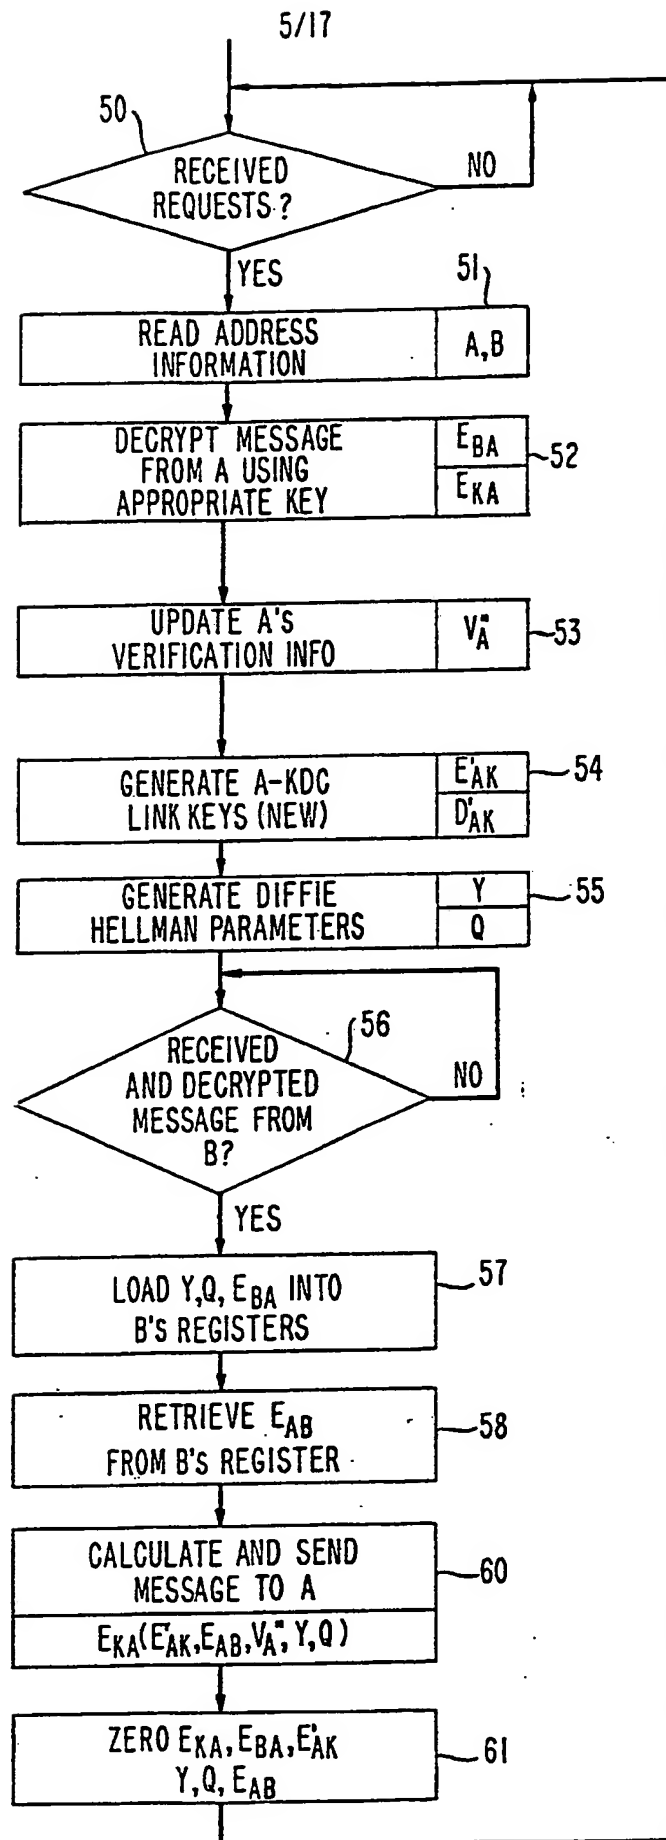 5/17
50
RECEIVED
REQUESTS?
NO
YES
51
READ ADDRESS
INFORMATION
A,B
DECRYPT MESSAGE
FROM A USING
APPROPRIATE KEY
E_BA
E_KA
52
UPDATE A'S
VERIFICATION INFO
V_A"
53
GENERATE A-KDC
LINK KEYS (NEW)
E'_AK
D'_AK
54
GENERATE DIFFIE
HELLMAN PARAMETERS
Y
Q
55
56
RECEIVED
AND DECRYPTED
MESSAGE FROM
B?
NO
YES
LOAD Y,Q,E_BA INTO
B'S REGISTERS
57
RETRIEVE E_AB
FROM B'S REGISTER
58
CALCULATE AND SEND
MESSAGE TO A
E_KA(E'_AK,E_AB,V_A",Y,Q)
60
ZERO E_KA,E_BA,E'_AK
Y,Q,E_AB
61